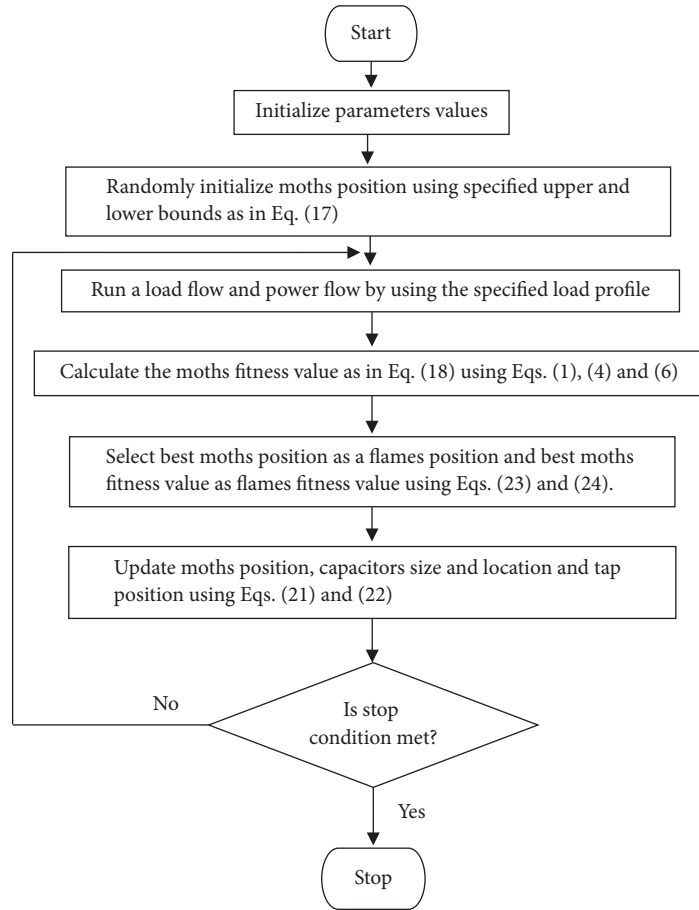 Start
Initialize parameters values
Randomly initialize moths position using specified upper and
lower bounds as in Eq. (17)
Run a load flow and power flow by using the specified load profile
Calculate the moths fitness value as in Eq. (18) using Eqs. (1), (4) and (6)
Select best moths position as a flames position and best moths
fitness value as flames fitness value using Eqs. (23) and (24).
Update moths position, capacitors size and location and tap
position using Eqs. (21) and (22)
No
Is stop
condition met?
Yes
Stop